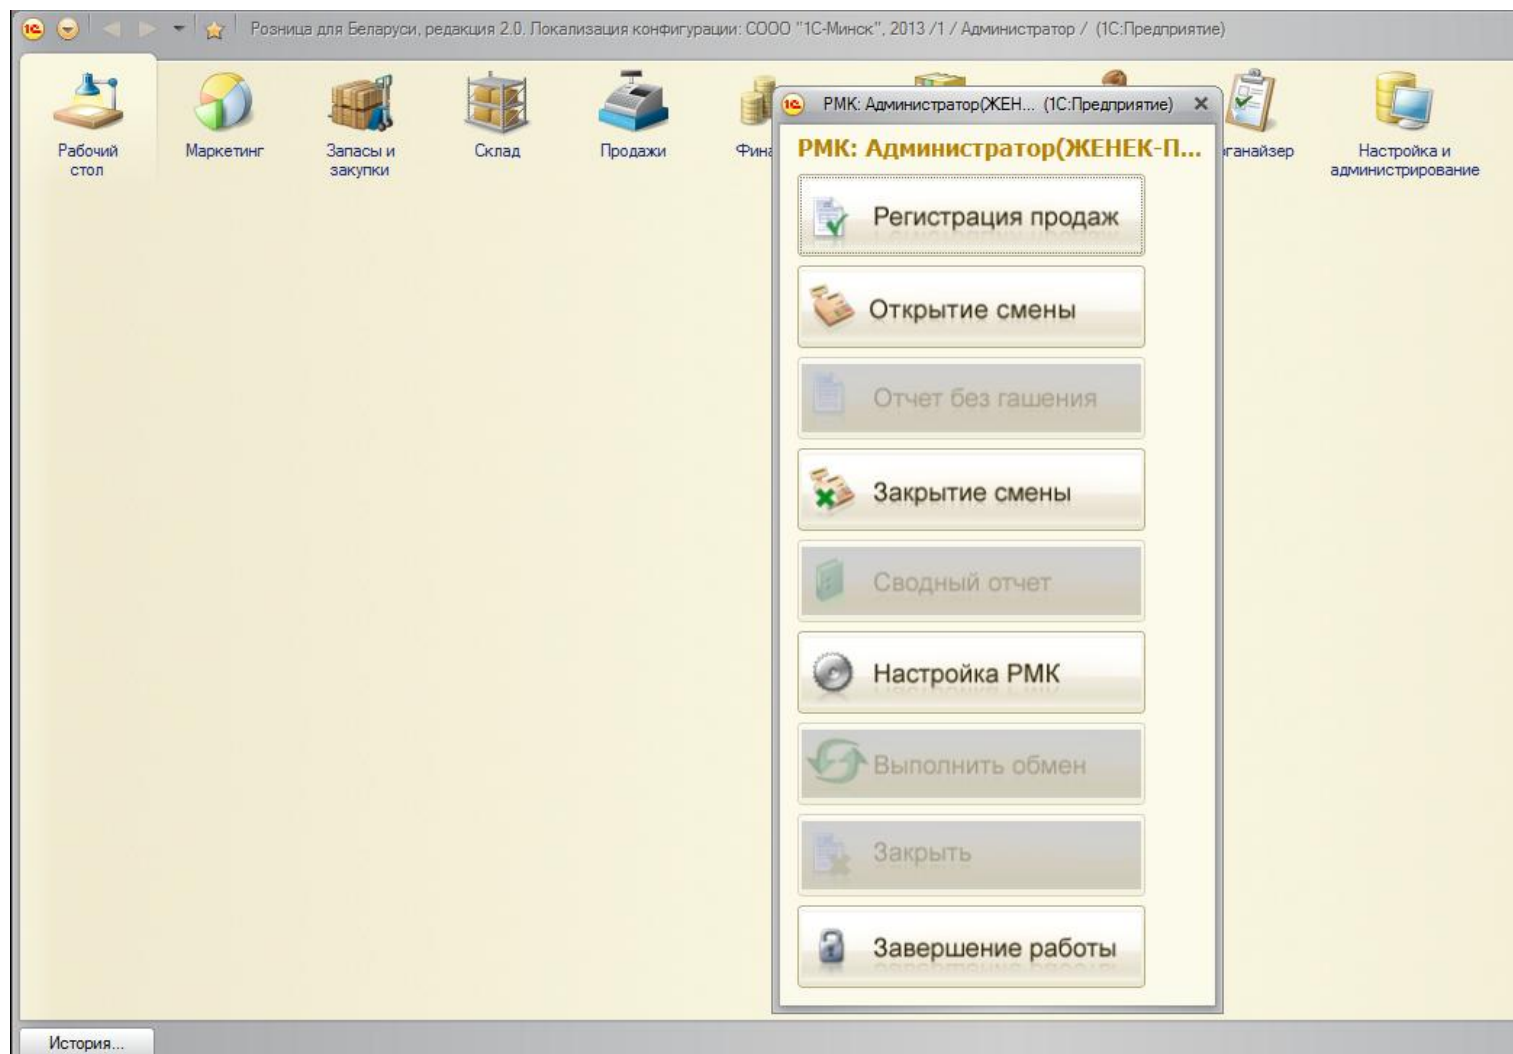 Розница для Беларуси, редакция 2.0. Локализация конфигурации: СООО "1С-Минск", 2013 /1 / Администратор / (1С:Предприятие)
Рабочий
стол
Маркетинг
Запасы и
закупки
Склад
Продажи
Фина
ганайзер
Настройка и
администрирование
РМК: Администратор(ЖЕН... (1С:Предприятие)
РМК: Администратор(ЖЕНЕК-П...
Регистрация продаж
Открытие смены
Отчет без гашения
Закрытие смены
Сводный отчет
Настройка РМК
Выполнить обмен
Закрыть
Завершение работы
История...